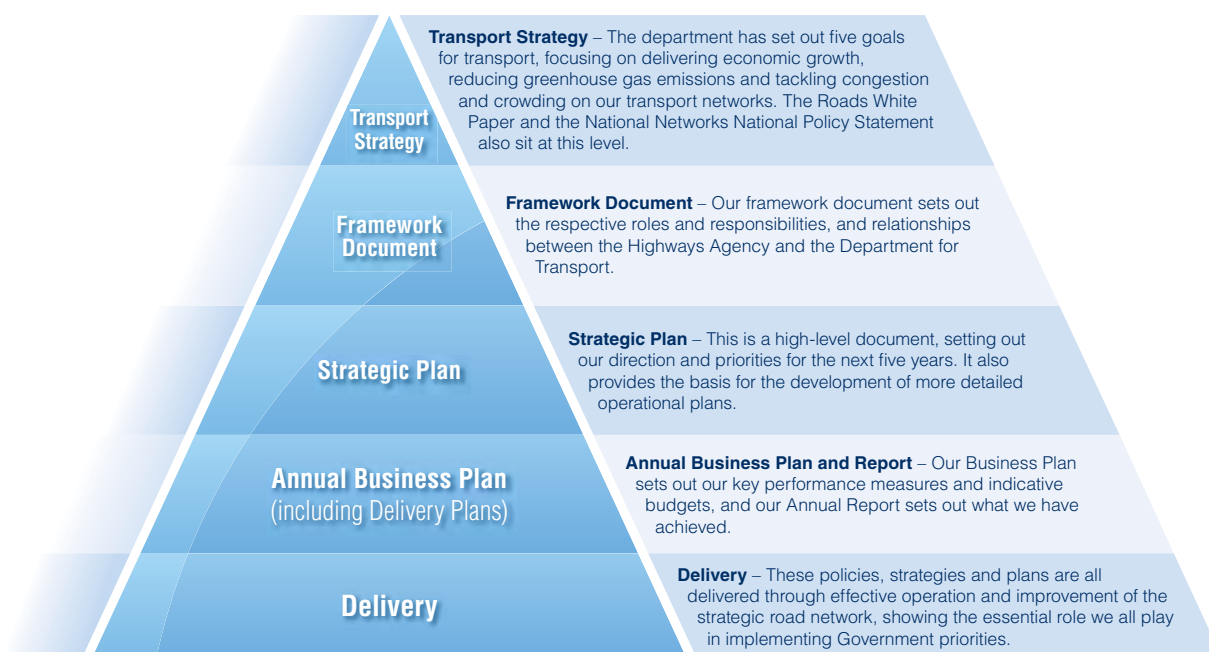 Transport Strategy – The department has set out five goals
for transport, focusing on delivering economic growth,
reducing greenhouse gas emissions and tackling congestion
and crowding on our transport networks. The Roads White
Paper and the National Networks National Policy Statement
also sit at this level.
Transport
Strategy
Framework Document – Our framework document sets out
the respective roles and responsibilities, and relationships
between the Highways Agency and the Department for
Transport.
Framework
Document
Strategic Plan – This is a high-level document, setting out
our direction and priorities for the next five years. It also
provides the basis for the development of more detailed
operational plans.
Strategic Plan
Annual Business Plan and Report – Our Business Plan
sets out our key performance measures and indicative
budgets, and our Annual Report sets out what we have
achieved.
Annual Business Plan
(including Delivery Plans)
Delivery – These policies, strategies and plans are all
delivered through effective operation and improvement of the
strategic road network, showing the essential role we all play
in implementing Government priorities.
Delivery